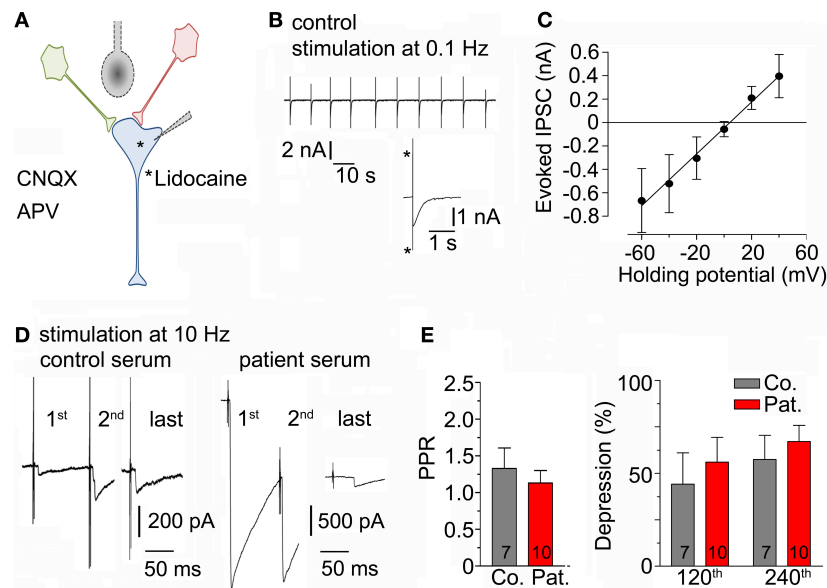 A
CNQX
APV
*
*Lidocaine
B control
stimulation at 0.1 Hz
2 nA
10 s
*
*
1 nA
1 s
C
Evoked IPSC (nA)
0.6
0.4
0.2
0
-0.2
-0.4
-0.6
-0.8
-60 -40 -20 0 20 40 60
Holding potential (mV)
D stimulation at 10 Hz
control serum patient serum
1st 2nd last
200 pA
50 ms
1st 2nd last
500 pA
50 ms
E
PPR
2.5
2.0
1.5
1.0
0.5
0
7 10
Co. Pat.
Depression (%)
100
50
0
Co.
Pat.
7 10 7 10
120th 240th